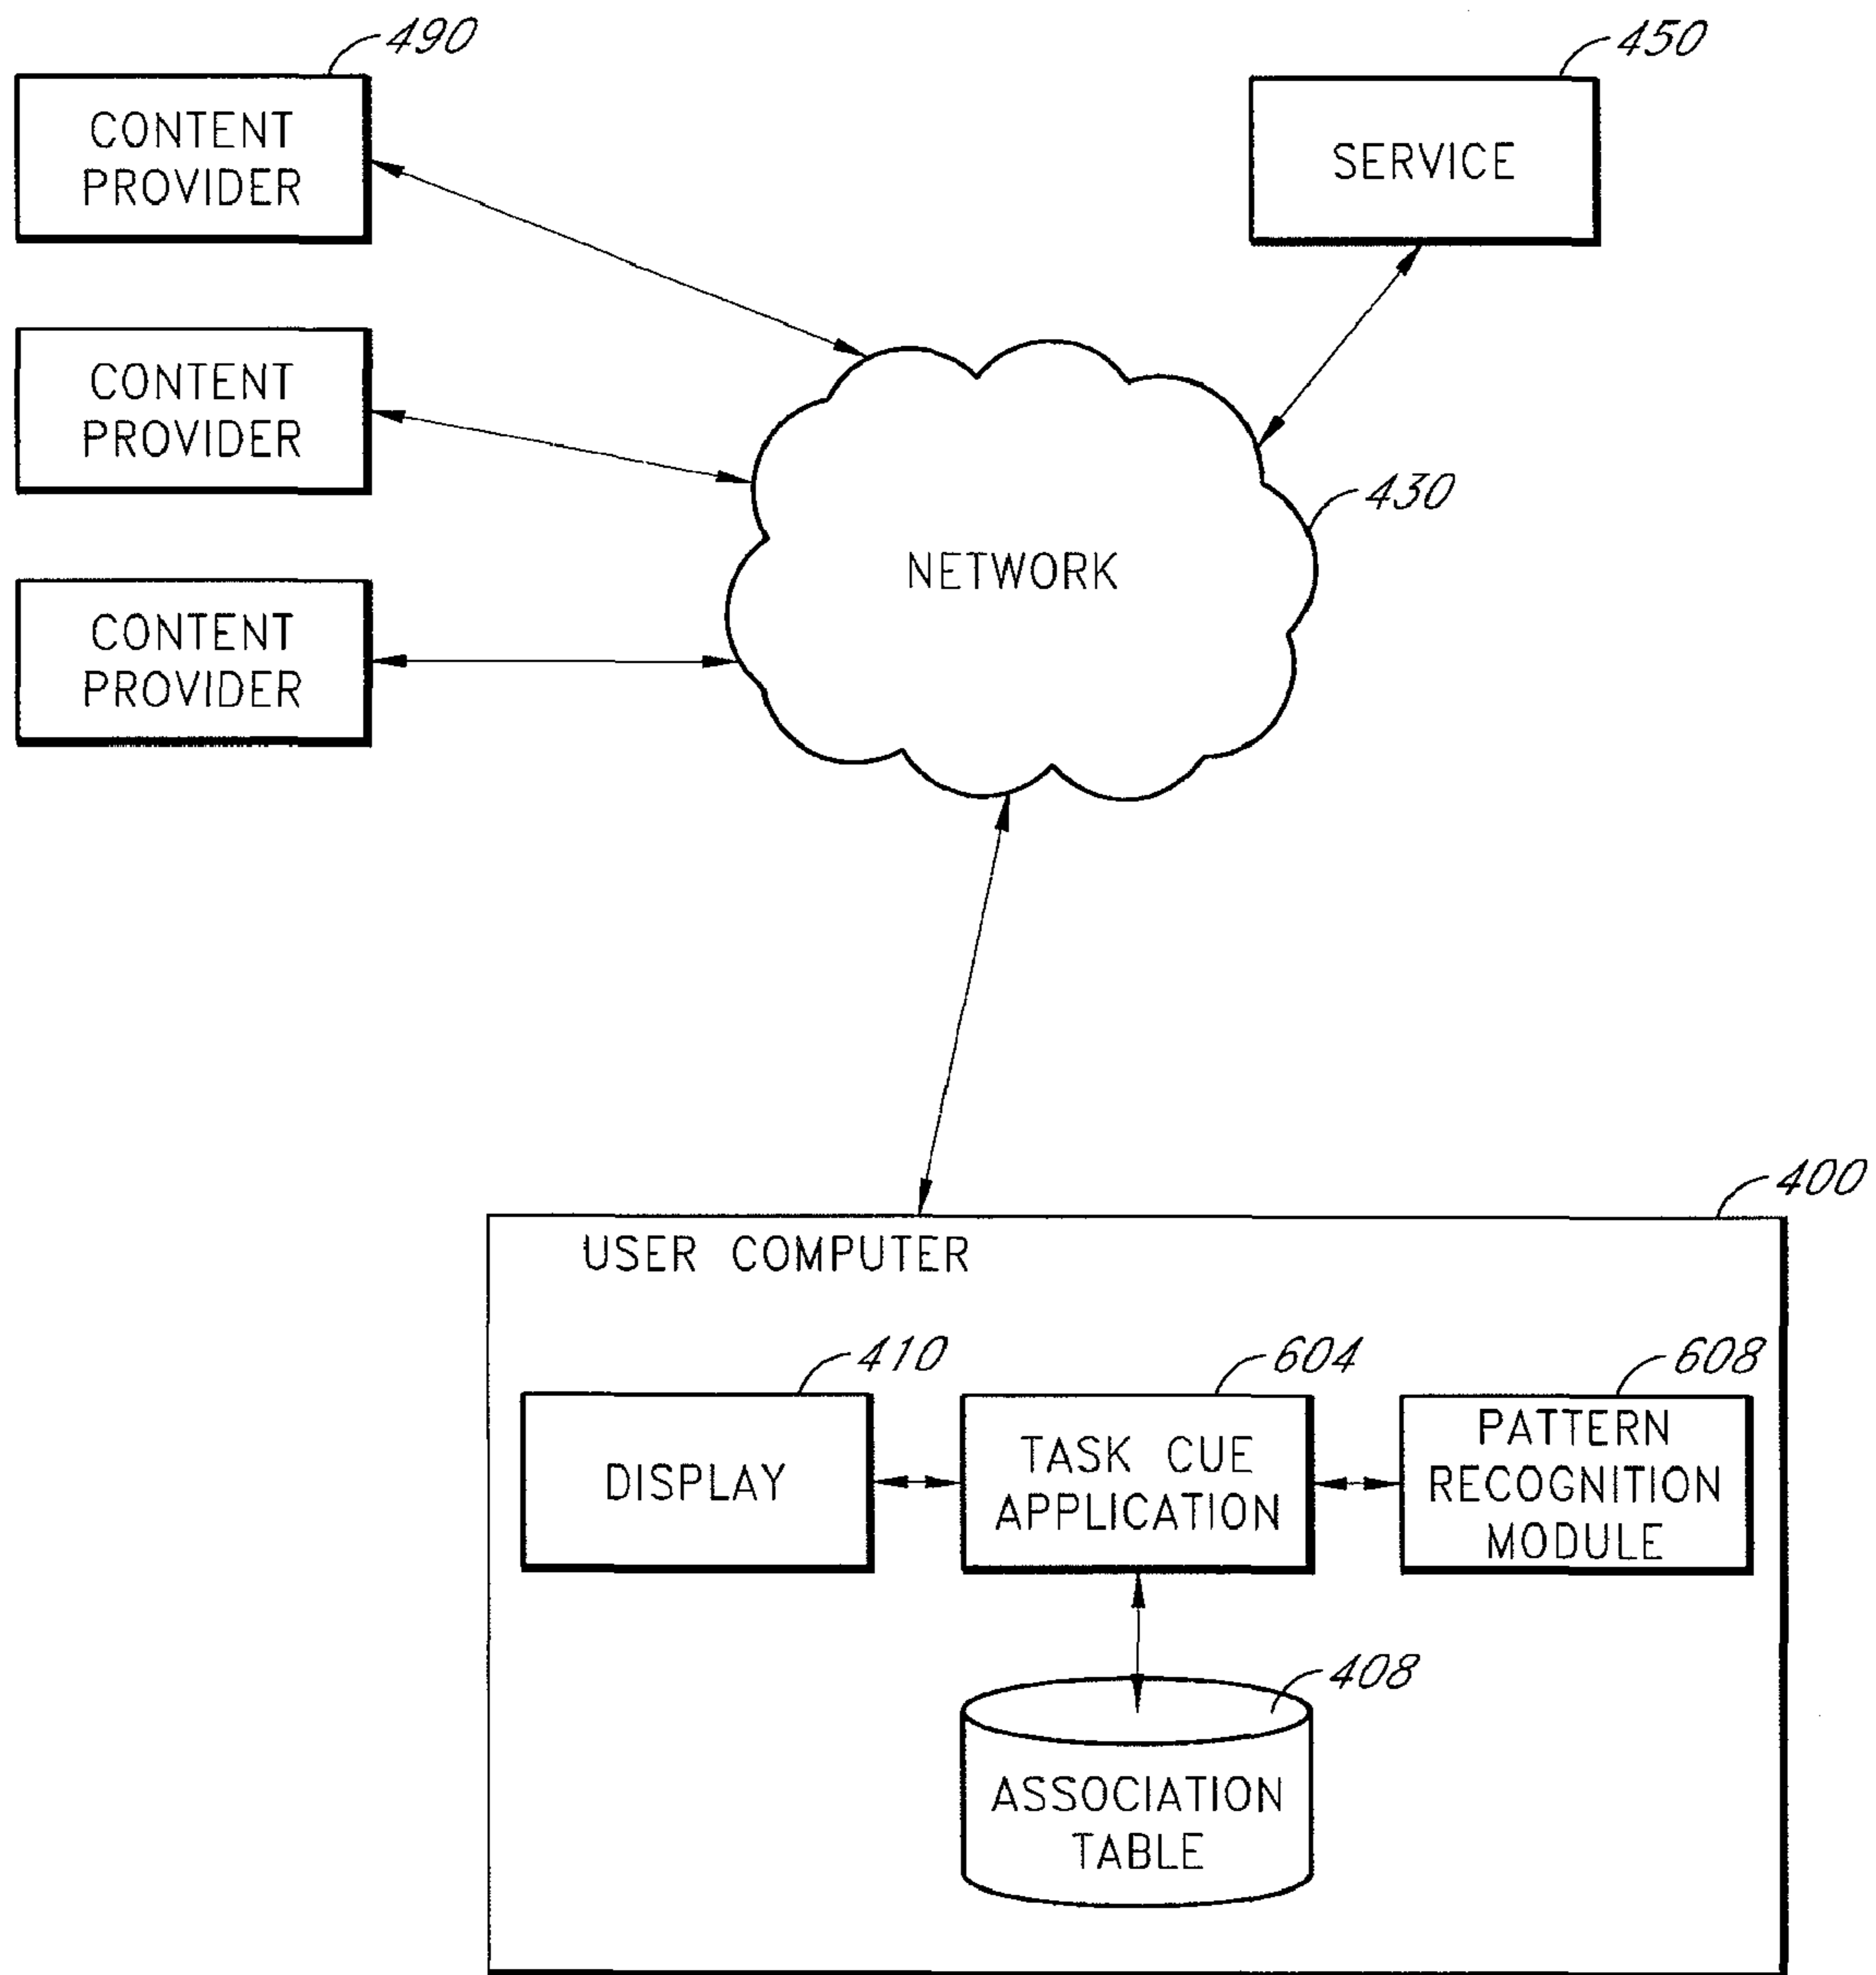 490
CONTENT
PROVIDER
450
SERVICE
CONTENT
PROVIDER
430
NETWORK
CONTENT
PROVIDER
400
USER COMPUTER
410
DISPLAY
604
TASK CUE
APPLICATION
608
PATTERN
RECOGNITION
MODULE
408
ASSOCIATION
TABLE